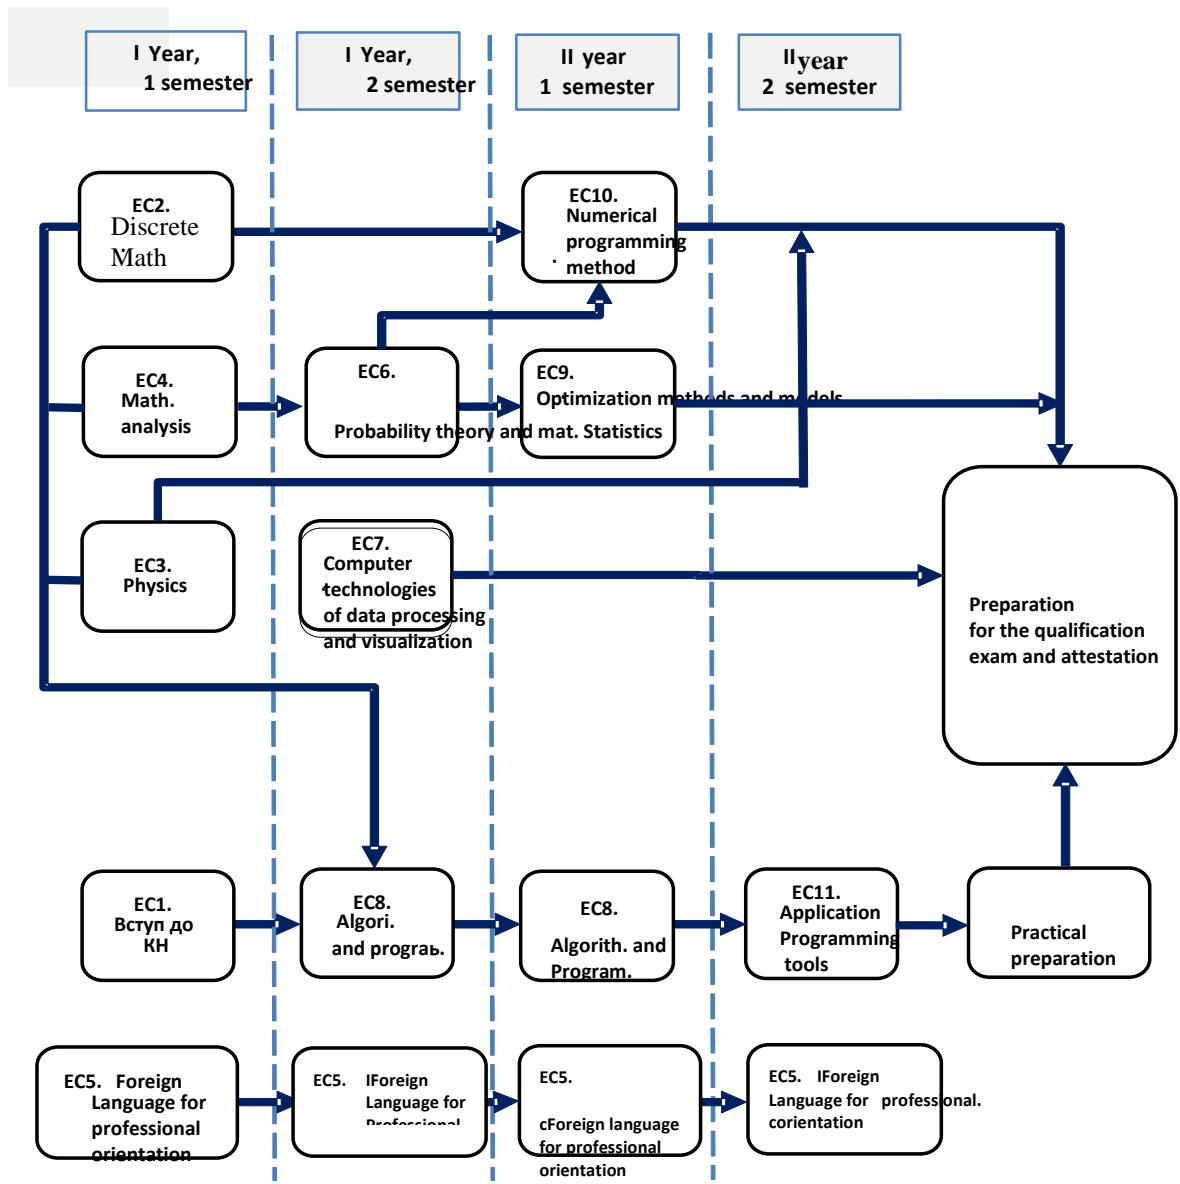 I Year,
1 semester
I Year,
2 semester
II year
1 semester
II year
2 semester
EC2.
Discrete
Math
EC10.
Numerical
programming
method
EC4.
Math.
analysis
EC6.
Probability theory and mat. Statistics
EC9.
Optimization methods and models
EC3.
Physics
EC7.
Computer
technologies
of data processing
and visualization
Preparation
for the qualification
exam and attestation
EC1.
Вступ до
КН
EC8.
Algori.
and prograь.
EC8.
Algorith. and
Program.
EC11.
Application
Programming
tools
Practical
preparation
EC5. Foreign
Language for
professional
orientation
EC5. IForeign
Language for
Professional
EC5.
cForeign language
for professional
orientation
EC5. IForeign
Language for professional.
corientation